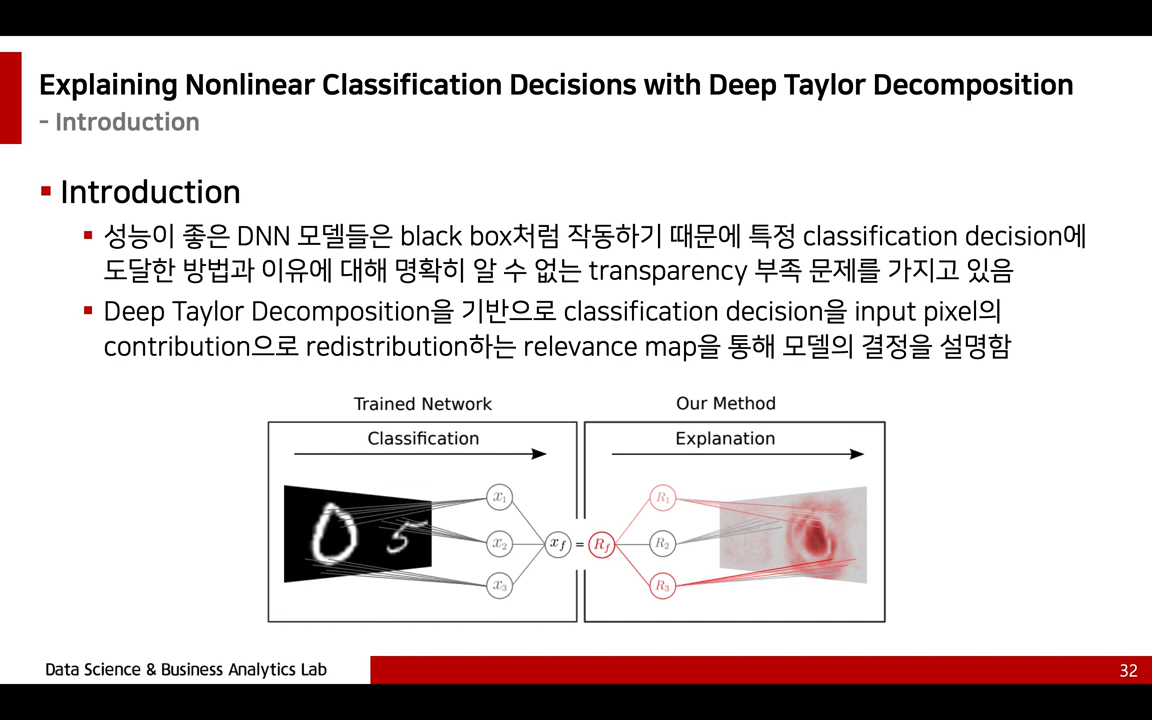 Explaining Nonlinear Classification Decisions with Deep Taylor Decomposition
- Introduction
Introduction
성능이 좋은 DNN 모델들은 black box처럼 작동하기 때문에 특정 classification decision에
도달한 방법과 이유에 대해 명확히 알 수 없는 transparency 부족 문제를 가지고 있음
Deep Taylor Decomposition을 기반으로 classification decision을 input pixel의
contribution으로 redistribution하는 relevance map을 통해 모델의 결정을 설명함
Trained Network
Our Method
Classification
Explanation
0 5
x₁
x₂
x₃
x_f = R_f
R₁
R₂
R₃
Data Science & Business Analytics Lab
32